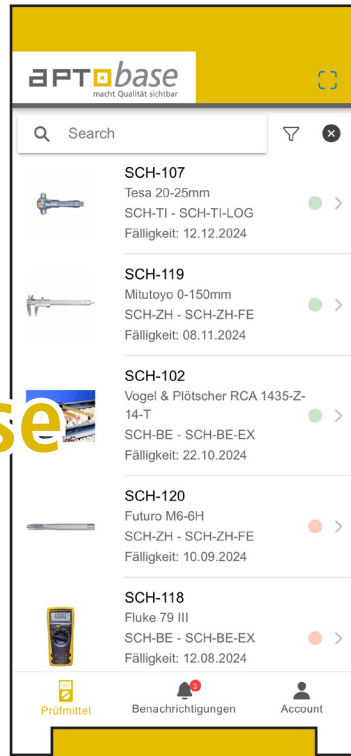 aPTobase
macht Qualität sichtbar
Search
SCH-107
Tesa 20-25mm
SCH-TI - SCH-TI-LOG
Fälligkeit: 12.12.2024
SCH-119
Mitutoyo 0-150mm
SCH-ZH - SCH-ZH-FE
Fälligkeit: 08.11.2024
SCH-102
Vogel & Plötscher RCA 1435-Z-
14-T
SCH-BE - SCH-BE-EX
Fälligkeit: 22.10.2024
se
SCH-120
Futuro M6-6H
SCH-ZH - SCH-ZH-FE
Fälligkeit: 10.09.2024
SCH-118
Fluke 79 III
SCH-BE - SCH-BE-EX
Fälligkeit: 12.08.2024
3
Prüfmittel
Benachrichtigungen
Account